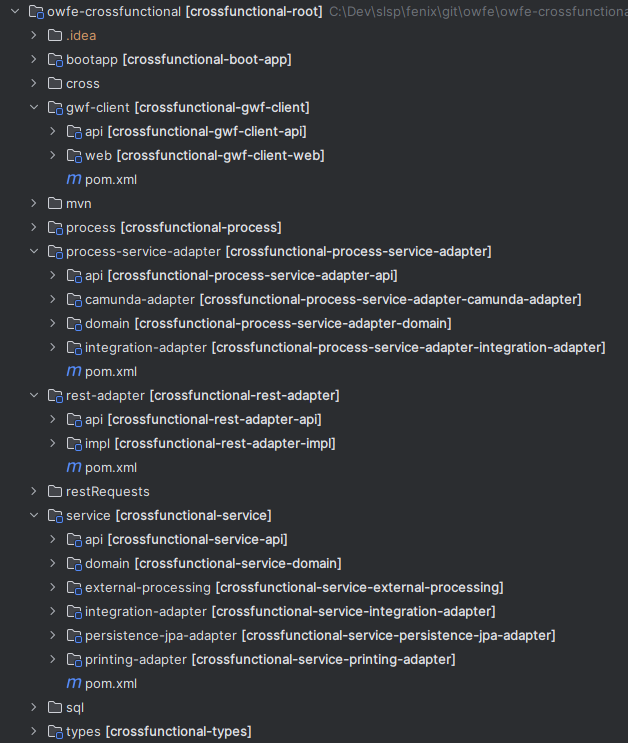 owfe-crossfunctional [crossfunctional-root] C:\Dev\slsp\fenix\git\owfe\owfe-crossfunctiona
.idea
bootapp [crossfunctional-boot-app]
cross
gwf-client [crossfunctional-gwf-client]
api [crossfunctional-gwf-client-api]
web [crossfunctional-gwf-client-web]
m pom.xml
mvn
process [crossfunctional-process]
process-service-adapter [crossfunctional-process-service-adapter]
api [crossfunctional-process-service-adapter-api]
camunda-adapter [crossfunctional-process-service-adapter-camunda-adapter]
domain [crossfunctional-process-service-adapter-domain]
integration-adapter [crossfunctional-process-service-adapter-integration-adapter]
m pom.xml
rest-adapter [crossfunctional-rest-adapter]
api [crossfunctional-rest-adapter-api]
impl [crossfunctional-rest-adapter-impl]
m pom.xml
restRequests
service [crossfunctional-service]
api [crossfunctional-service-api]
domain [crossfunctional-service-domain]
external-processing [crossfunctional-service-external-processing]
integration-adapter [crossfunctional-service-integration-adapter]
persistence-jpa-adapter [crossfunctional-service-persistence-jpa-adapter]
printing-adapter [crossfunctional-service-printing-adapter]
m pom.xml
sql
types [crossfunctional-types]